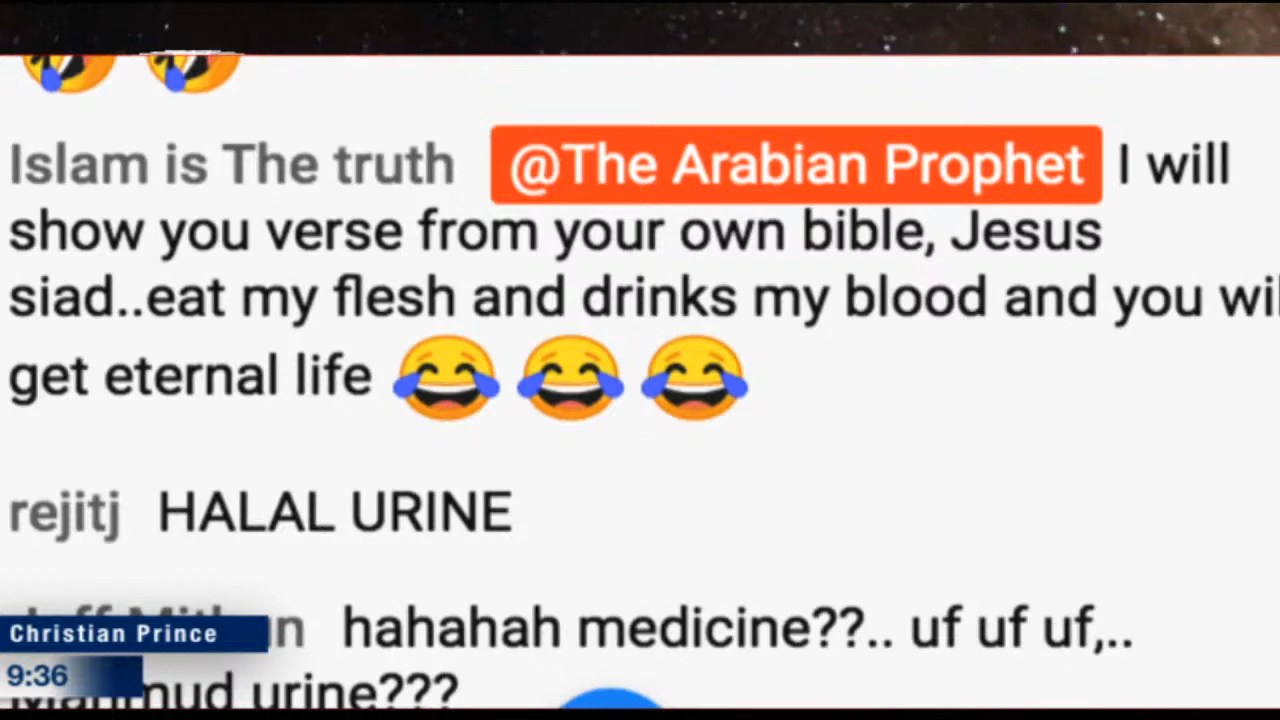 Islam is The truth @The Arabian Prophet I will
show you verse from your own bible, Jesus
siad..eat my flesh and drinks my blood and you wil
get eternal life
rejitj HALAL URINE
hahahah medicine??.. uf uf uf,..
Christian Prince
9:36
urine???